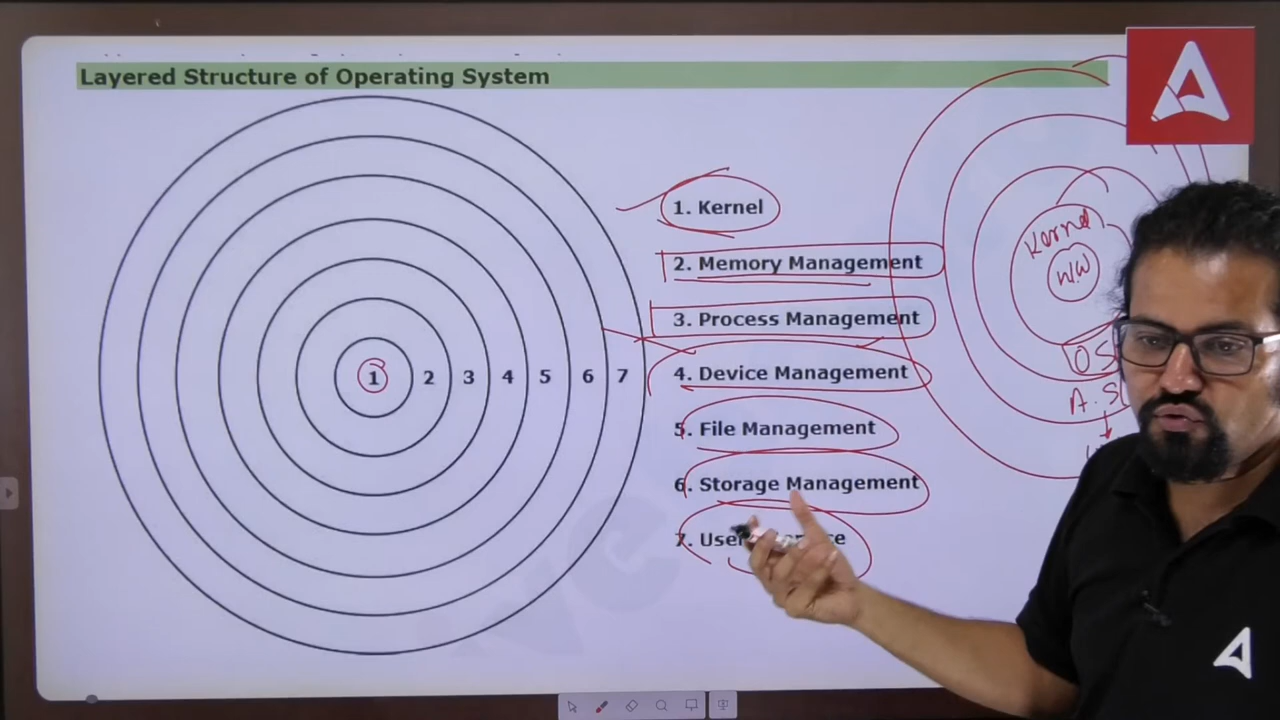 Layered Structure of Operating System
1 2 3 4 5 6 7
1. Kernel
2. Memory Management
3. Process Management
4. Device Management
5. File Management
6. Storage Management
7. User
Kernel
H/W
OS
A.S